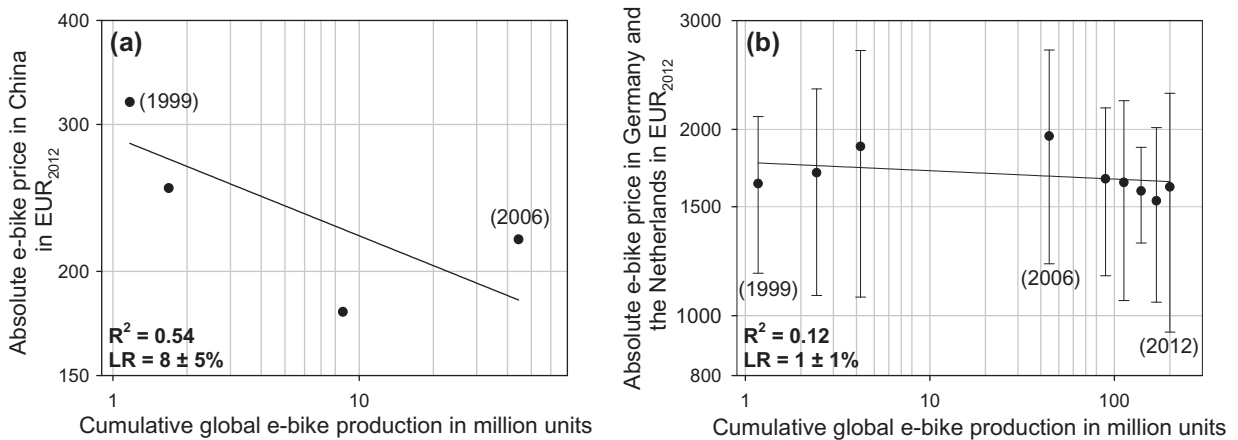 (a)
Absolute e-bike price in China
in EUR2012
400
300
200
150
(1999)
(2006)
R2 = 0.54
LR = 8 ± 5%
1
10
Cumulative global e-bike production in million units
(b)
Absolute e-bike price in Germany and
the Netherlands in EUR2012
3000
2000
1500
1000
800
(1999)
(2006)
(2012)
R2 = 0.12
LR = 1 ± 1%
1
10
100
Cumulative global e-bike production in million units